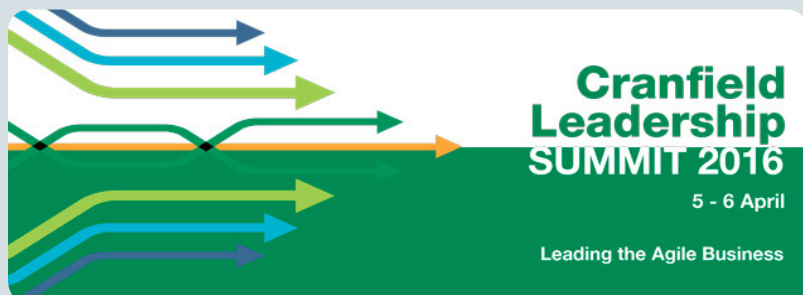 Cranfield
Leadership
SUMMIT 2016
5 - 6 April
Leading the Agile Business